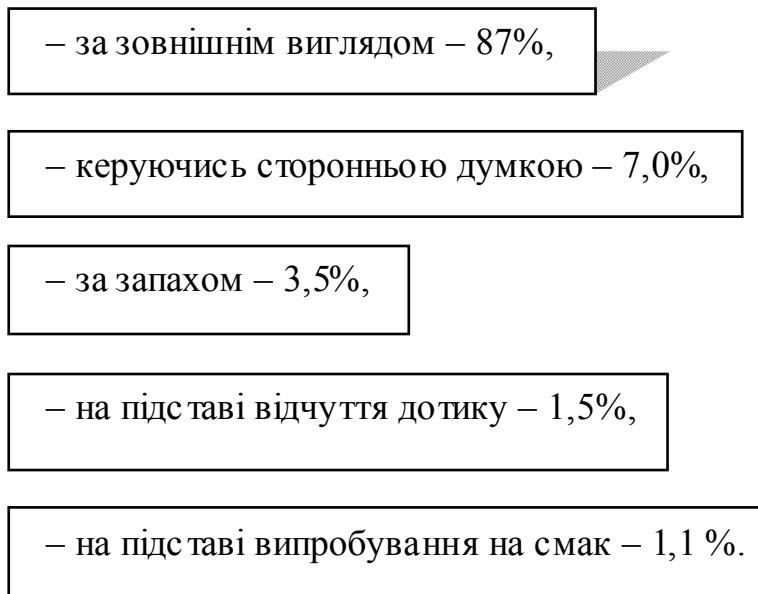 – за зовнішнім виглядом – 87%,
– керуючись сторонньою думкою – 7,0%,
– за запахом – 3,5%,
– на підставі відчуття дотику – 1,5%,
– на підставі випробування на смак – 1,1 %.